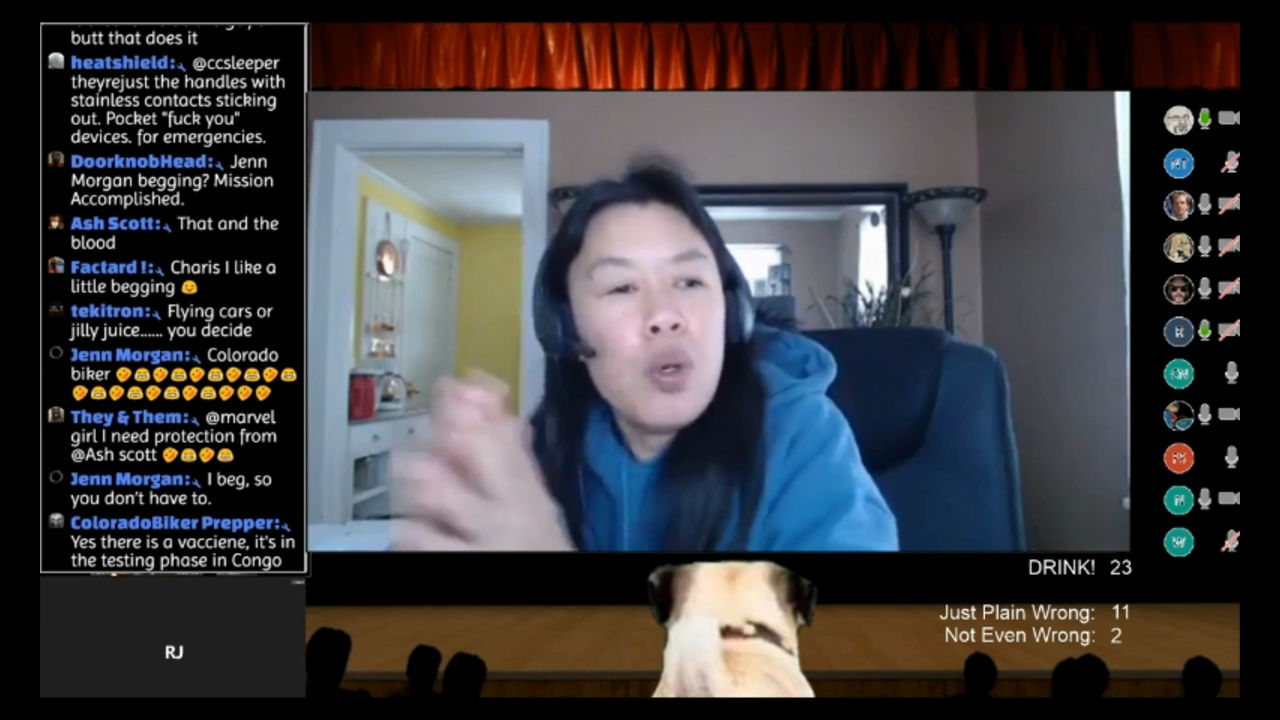 butt that does it
heatshield: @ccsleeper
theyrejust the handles with
stainless contacts sticking
out. Pocket "fuck you"
devices. for emergencies.
DoorknobHead: Jenn
Morgan begging? Mission
Accomplished.
Ash Scott: That and the
blood
Factard !: Charis I like a
little begging
tekitron: Flying cars or
jilly juice...... you decide
Jenn Morgan: Colorado
biker
They & Them: @marvel
girl I need protection from
@Ash scott
Jenn Morgan: I beg, so
you don't have to.
ColoradoBiker Prepper:
Yes there is a vacciene, it's in
the testing phase in Congo
RJ
DRINK! 23
Just Plain Wrong: 11
Not Even Wrong: 2